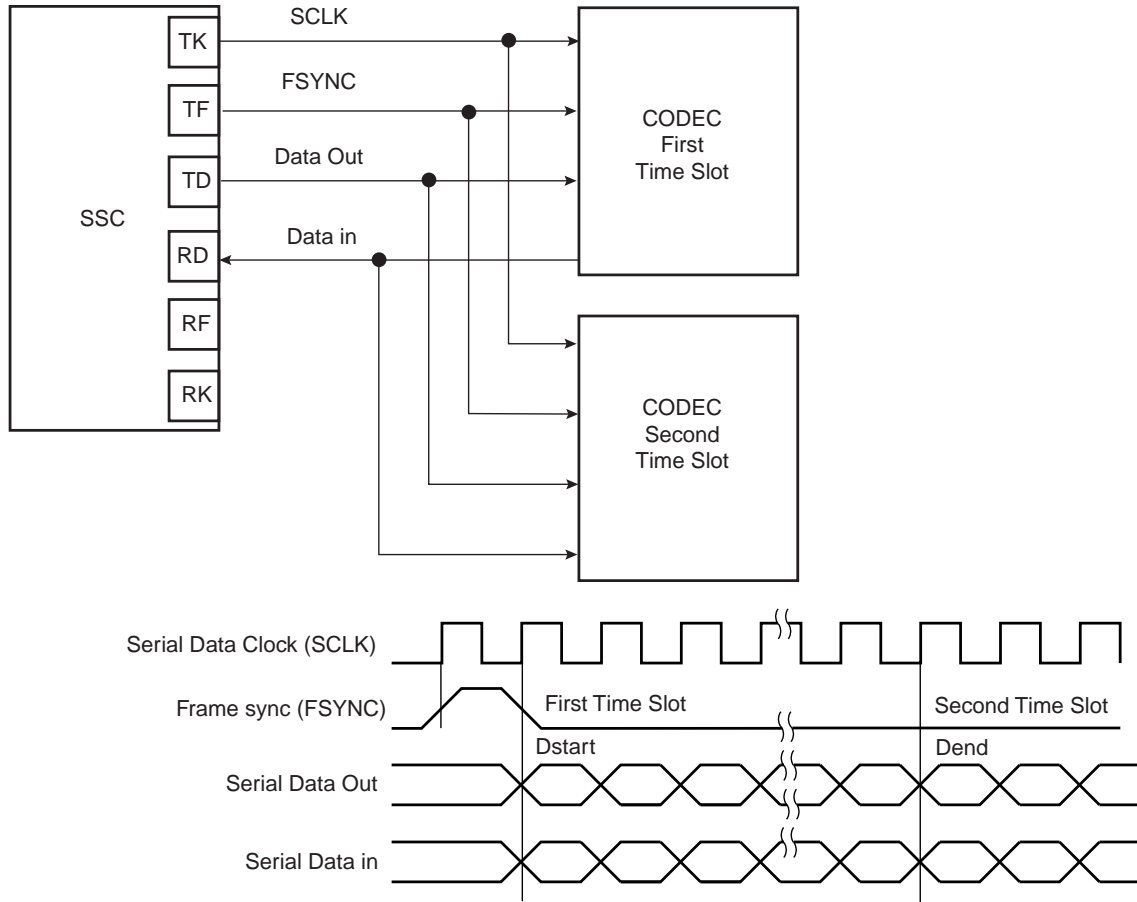 SCLK
TK
FSYNC
TF
CODEC
First
Time Slot
Data Out
TD
SSC
Data in
RD
RF
RK
CODEC
Second
Time Slot
Serial Data Clock (SCLK)
Frame sync (FSYNC)
First Time Slot
Second Time Slot
Dstart
Dend
Serial Data Out
Serial Data in